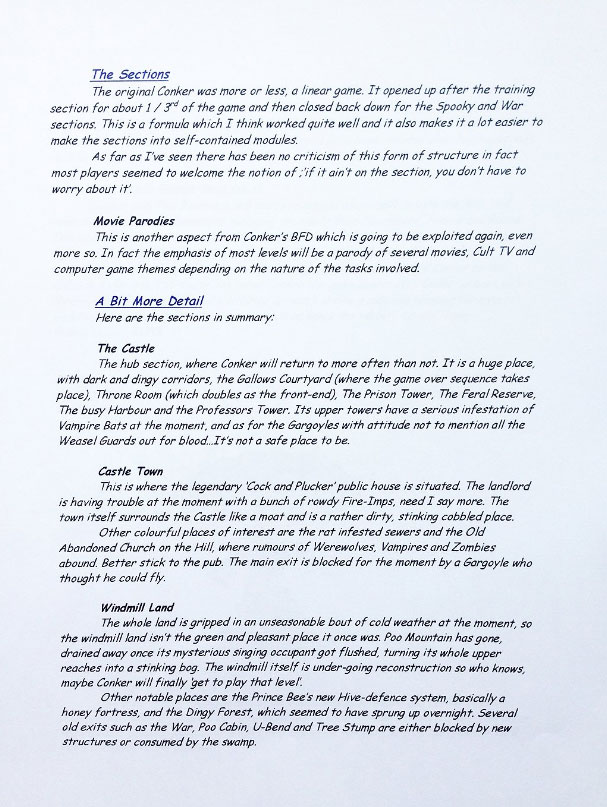 The Sections
The original Conker was more or less, a linear game. It opened up after the training
section for about 1 / 3rd of the game and then closed back down for the Spooky and War
sections. This is a formula which I think worked quite well and it also makes it a lot easier to
make the sections into self-contained modules.
As far as I've seen there has been no criticism of this form of structure in fact
most players seemed to welcome the notion of ;'if it ain't on the section, you don't have to
worry about it'.
Movie Parodies
This is another aspect from Conker's BFD which is going to be exploited again, even
more so. In fact the emphasis of most levels will be a parody of several movies, Cult TV and
computer game themes depending on the nature of the tasks involved.
A Bit More Detail
Here are the sections in summary:
The Castle
The hub section, where Conker will return to more often than not. It is a huge place,
with dark and dingy corridors, the Gallows Courtyard (where the game over sequence takes
place), Throne Room (which doubles as the front-end), The Prison Tower, The Feral Reserve,
The busy Harbour and the Professors Tower. Its upper towers have a serious infestation of
Vampire Bats at the moment, and as for the Gargoyles with attitude not to mention all the
Weasel Guards out for blood...It's not a safe place to be.
Castle Town
This is where the legendary 'Cock and Plucker' public house is situated. The landlord
is having trouble at the moment with a bunch of rowdy Fire-Imps, need I say more. The
town itself surrounds the Castle like a moat and is a rather dirty, stinking cobbled place.
Other colourful places of interest are the rat infested sewers and the Old
Abandoned Church on the Hill, where rumours of Werewolves, Vampires and Zombies
abound. Better stick to the pub. The main exit is blocked for the moment by a Gargoyle who
thought he could fly.
Windmill Land
The whole land is gripped in an unseasonable bout of cold weather at the moment, so
the windmill land isn't the green and pleasant place it once was. Poo Mountain has gone,
drained away once its mysterious singing occupant got flushed, turning its whole upper
reaches into a stinking bog. The windmill itself is under-going reconstruction so who knows,
maybe Conker will finally 'get to play that level'.
Other notable places are the Prince Bee's new Hive-defence system, basically a
honey fortress, and the Dingy Forest, which seemed to have sprung up overnight. Several
old exits such as the War, Poo Cabin, U-Bend and Tree Stump are either blocked by new
structures or consumed by the swamp.